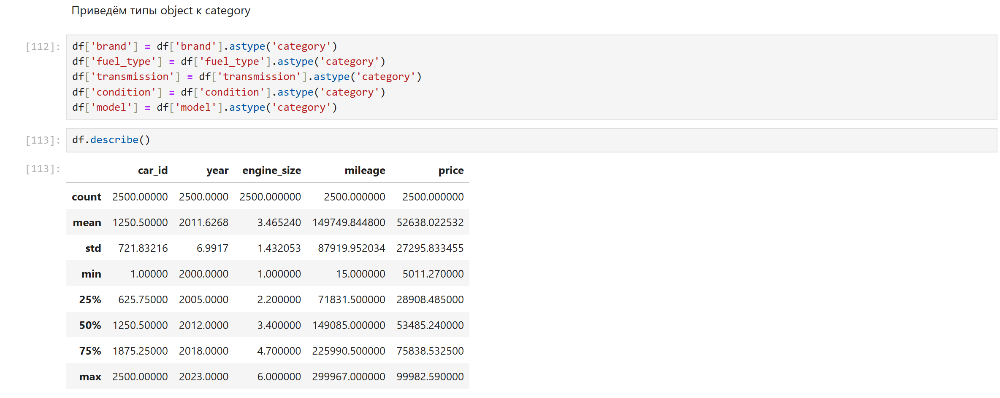 Приведём типы object к category
[112]: df['brand'] = df['brand'].astype('category')
df['fuel_type'] = df['fuel_type'].astype('category')
df['transmission'] = df['transmission'].astype('category')
df['condition'] = df['condition'].astype('category')
df['model'] = df['model'].astype('category')
[113]: df.describe()
[113]: car_id year engine_size mileage price
count 2500.00000 2500.0000 2500.000000 2500.000000 2500.000000
mean 1250.50000 2011.6268 3.465240 149749.844800 52638.022532
std 721.83216 6.9917 1.432053 87919.952034 27295.833455
min 1.00000 2000.0000 1.000000 15.000000 5011.270000
25% 625.75000 2005.0000 2.200000 71831.500000 28908.485000
50% 1250.50000 2012.0000 3.400000 149085.000000 53485.240000
75% 1875.25000 2018.0000 4.700000 225990.500000 75838.532500
max 2500.00000 2023.0000 6.000000 299967.000000 99982.590000